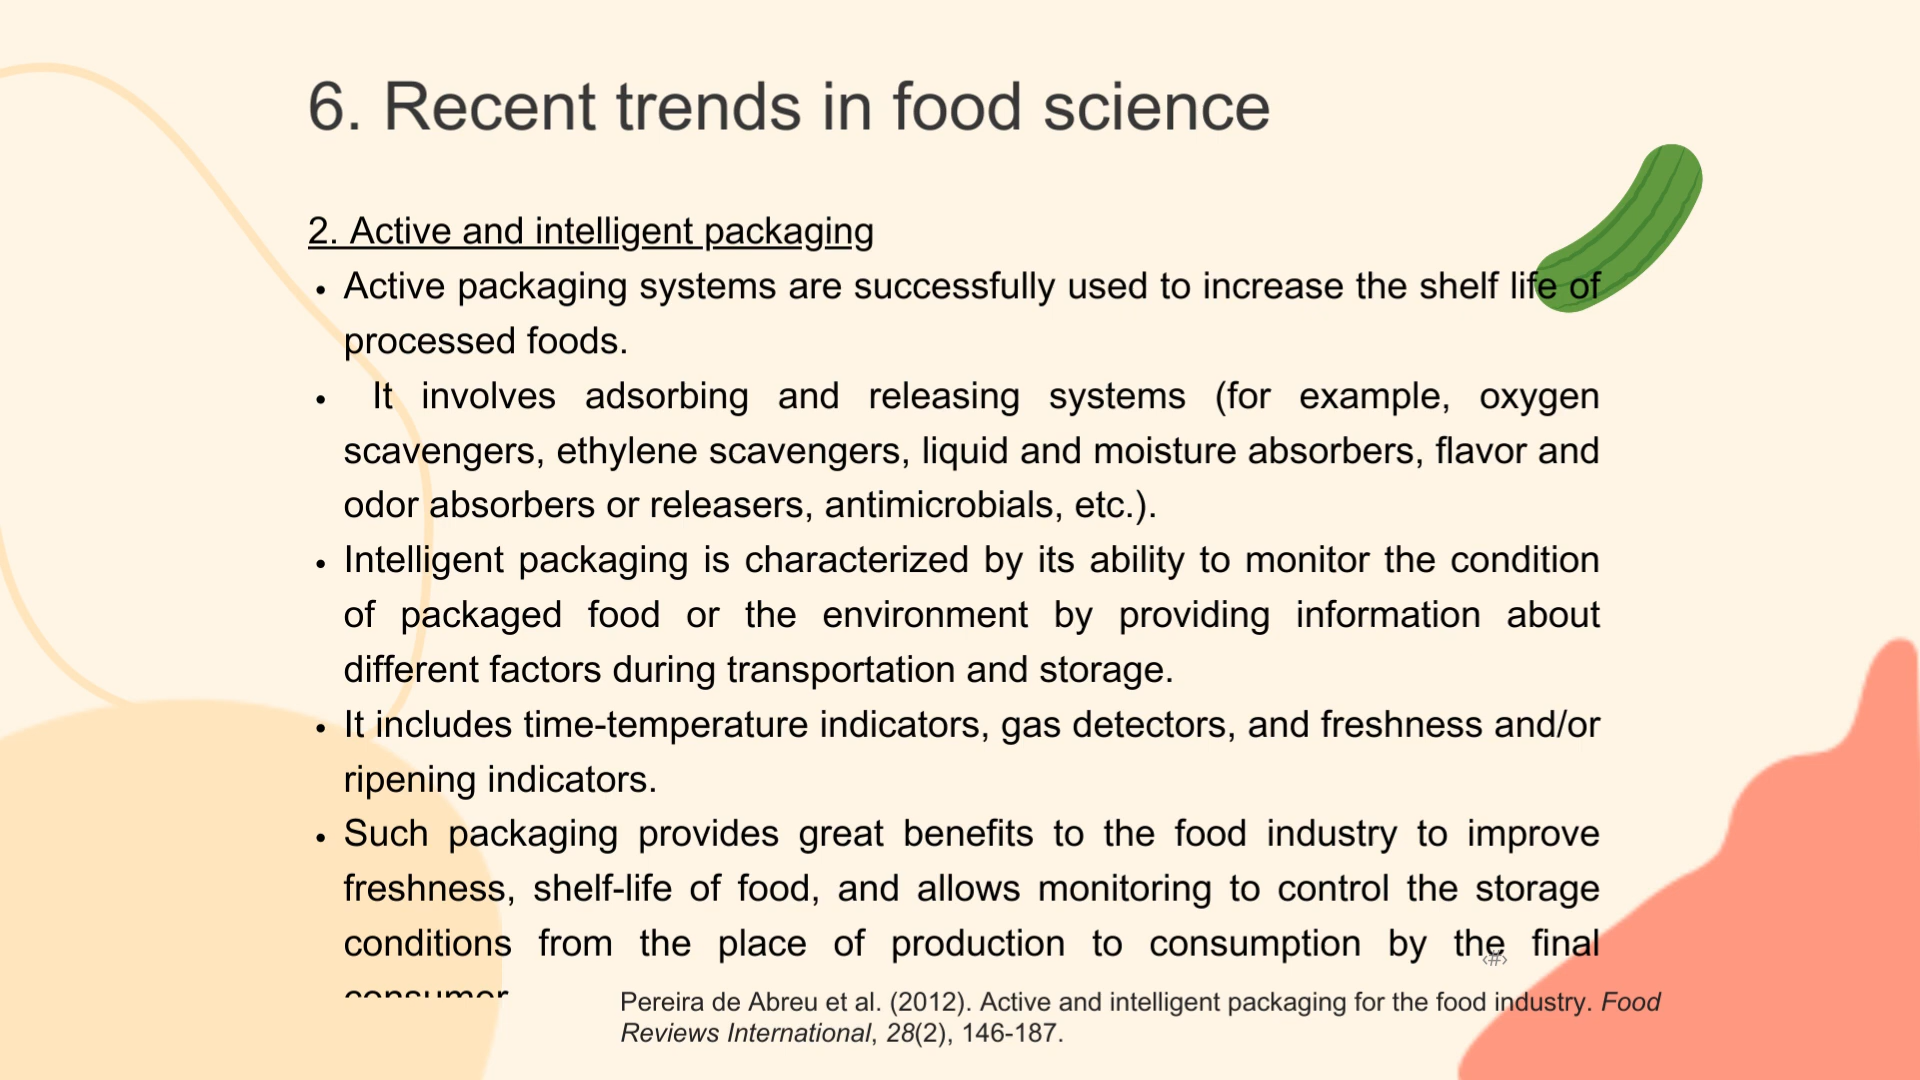 6. Recent trends in food science
2. Active and intelligent packaging
• Active packaging systems are successfully used to increase the shelf life of
processed foods.
• It involves adsorbing and releasing systems (for example, oxygen
scavengers, ethylene scavengers, liquid and moisture absorbers, flavor and
odor absorbers or releasers, antimicrobials, etc.).
• Intelligent packaging is characterized by its ability to monitor the condition
of packaged food or the environment by providing information about
different factors during transportation and storage.
• It includes time-temperature indicators, gas detectors, and freshness and/or
ripening indicators.
• Such packaging provides great benefits to the food industry to improve
freshness, shelf-life of food, and allows monitoring to control the storage
conditions from the place of production to consumption by the final
consumer
‹#›
Pereira de Abreu et al. (2012). Active and intelligent packaging for the food industry. Food
Reviews International, 28(2), 146-187.